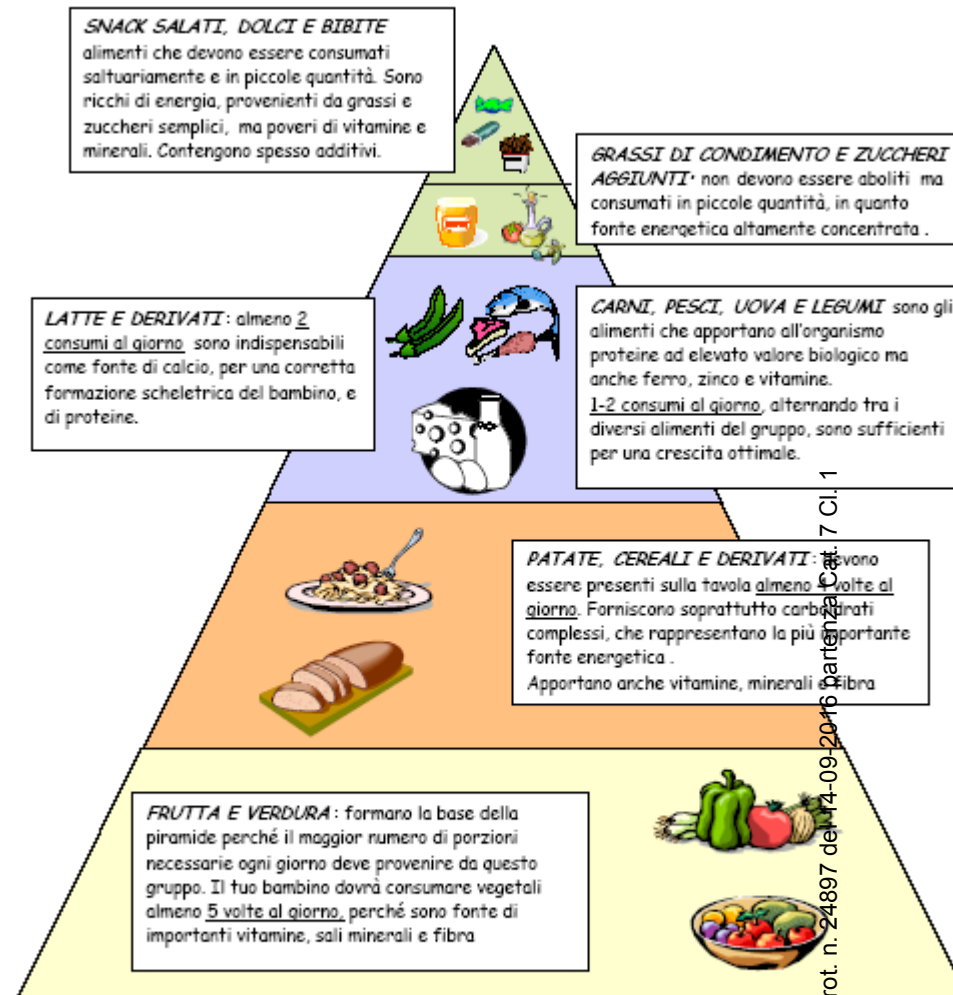 SNACK SALATI, DOLCI E BIBITE
alimenti che devono essere consumati
saltuariamente e in piccole quantità. Sono
ricchi di energia, provenienti da grassi e
zuccheri semplici, ma poveri di vitamine e
minerali. Contengono spesso additivi.
GRASSI DI CONDIMENTO E ZUCCHERI
AGGIUNTI: non devono essere aboliti ma
consumati in piccole quantità, in quanto
fonte energetica altamente concentrata .
LATTE E DERIVATI: almeno 2
consumi al giorno sono indispensabili
come fonte di calcio, per una corretta
formazione scheletrica del bambino, e
di proteine.
CARNI, PESCI, UOVA E LEGUMI sono gli
alimenti che apportano all'organismo
proteine ad elevato valore biologico ma
anche ferro, zinco e vitamine.
1-2 consumi al giorno, alternando tra i
diversi alimenti del gruppo, sono sufficienti
per una crescita ottimale.
PATATE, CEREALI E DERIVATI: devono
essere presenti sulla tavola almeno volte al
giorno. Forniscono soprattutto carboidrati
complessi, che rappresentano la più importante
fonte energetica .
Apportano anche vitamine, minerali e fibra
FRUTTA E VERDURA: formano la base della
piramide perché il maggior numero di porzioni
necessarie ogni giorno deve provenire da questo
gruppo. Il tuo bambino dovrà consumare vegetali
almeno 5 volte al giorno, perché sono fonte di
importanti vitamine, sali minerali e fibra
rot. n. 24897 del 14-09-2016 partenza Cat. 7 Cl. 1